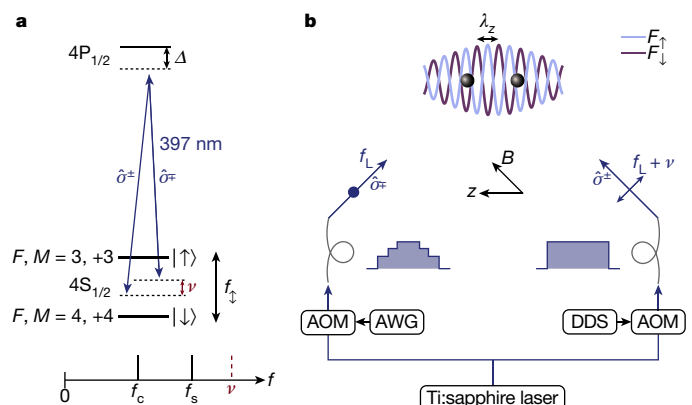 a
4P1/2
Δ
397 nm
σ̂± σ̂∓
F, M = 3, +3 |↑⟩
4S1/2 ν f↕
F, M = 4, +4 |↓⟩
0 fc fs ν f
b
λz
F↑
F↓
fL
σ̂∓
B
z
σ̂±
fL + ν
AOM AWG DDS AOM
Ti:sapphire laser